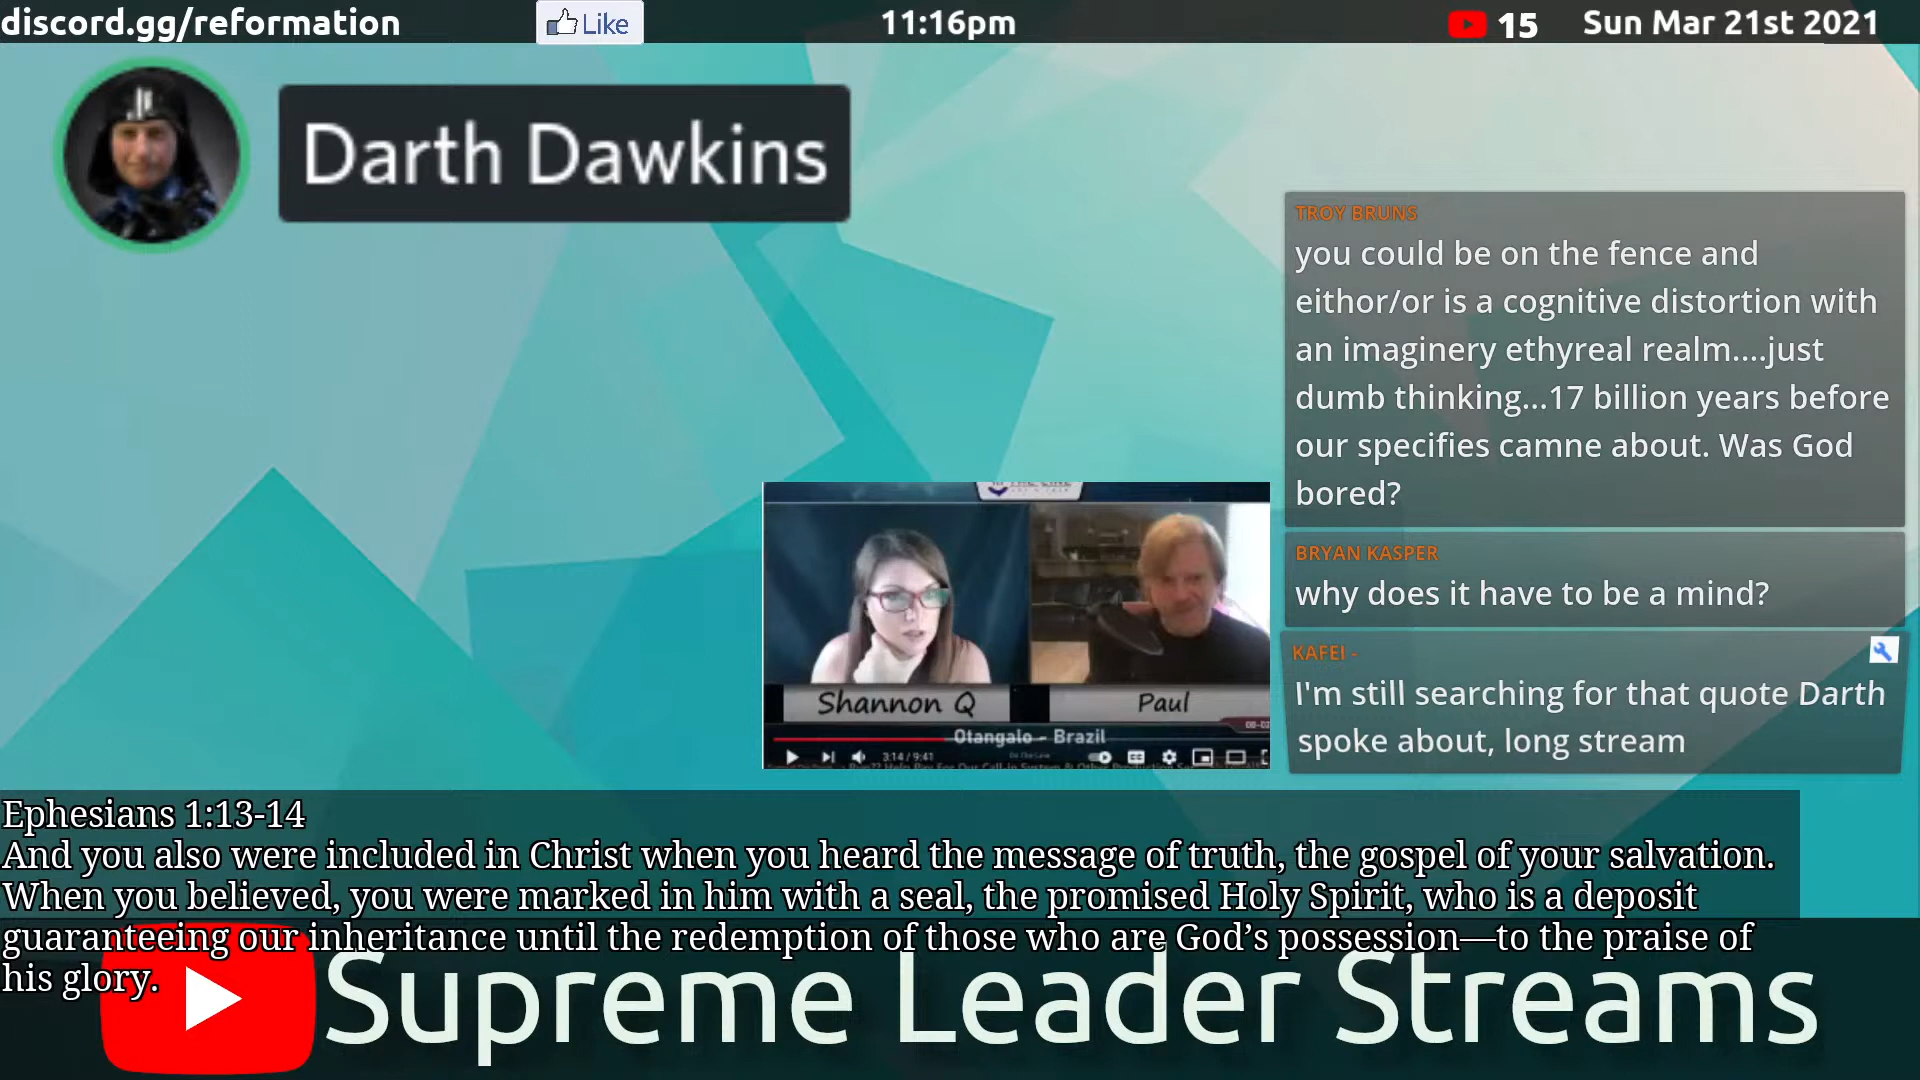 discord.gg/reformation
Like
11:16pm
15
Sun Mar 21st 2021
Darth Dawkins
TROY BRUNS
you could be on the fence and
eithor/or is a cognitive distortion with
an imaginery ethyreal realm....just
dumb thinking...17 billion years before
our specifies camne about. Was God
bored?
BRYAN KASPER
why does it have to be a mind?
KAFEI -
I'm still searching for that quote Darth
spoke about, long stream
Shannon Q
Paul
Otangalo - Brazil
3:14 / 9:41
Ephesians 1:13-14
And you also were included in Christ when you heard the message of truth, the gospel of your salvation.
When you believed, you were marked in him with a seal, the promised Holy Spirit, who is a deposit
guaranteeing our inheritance until the redemption of those who are God’s possession—to the praise of
his glory.
Supreme Leader Streams